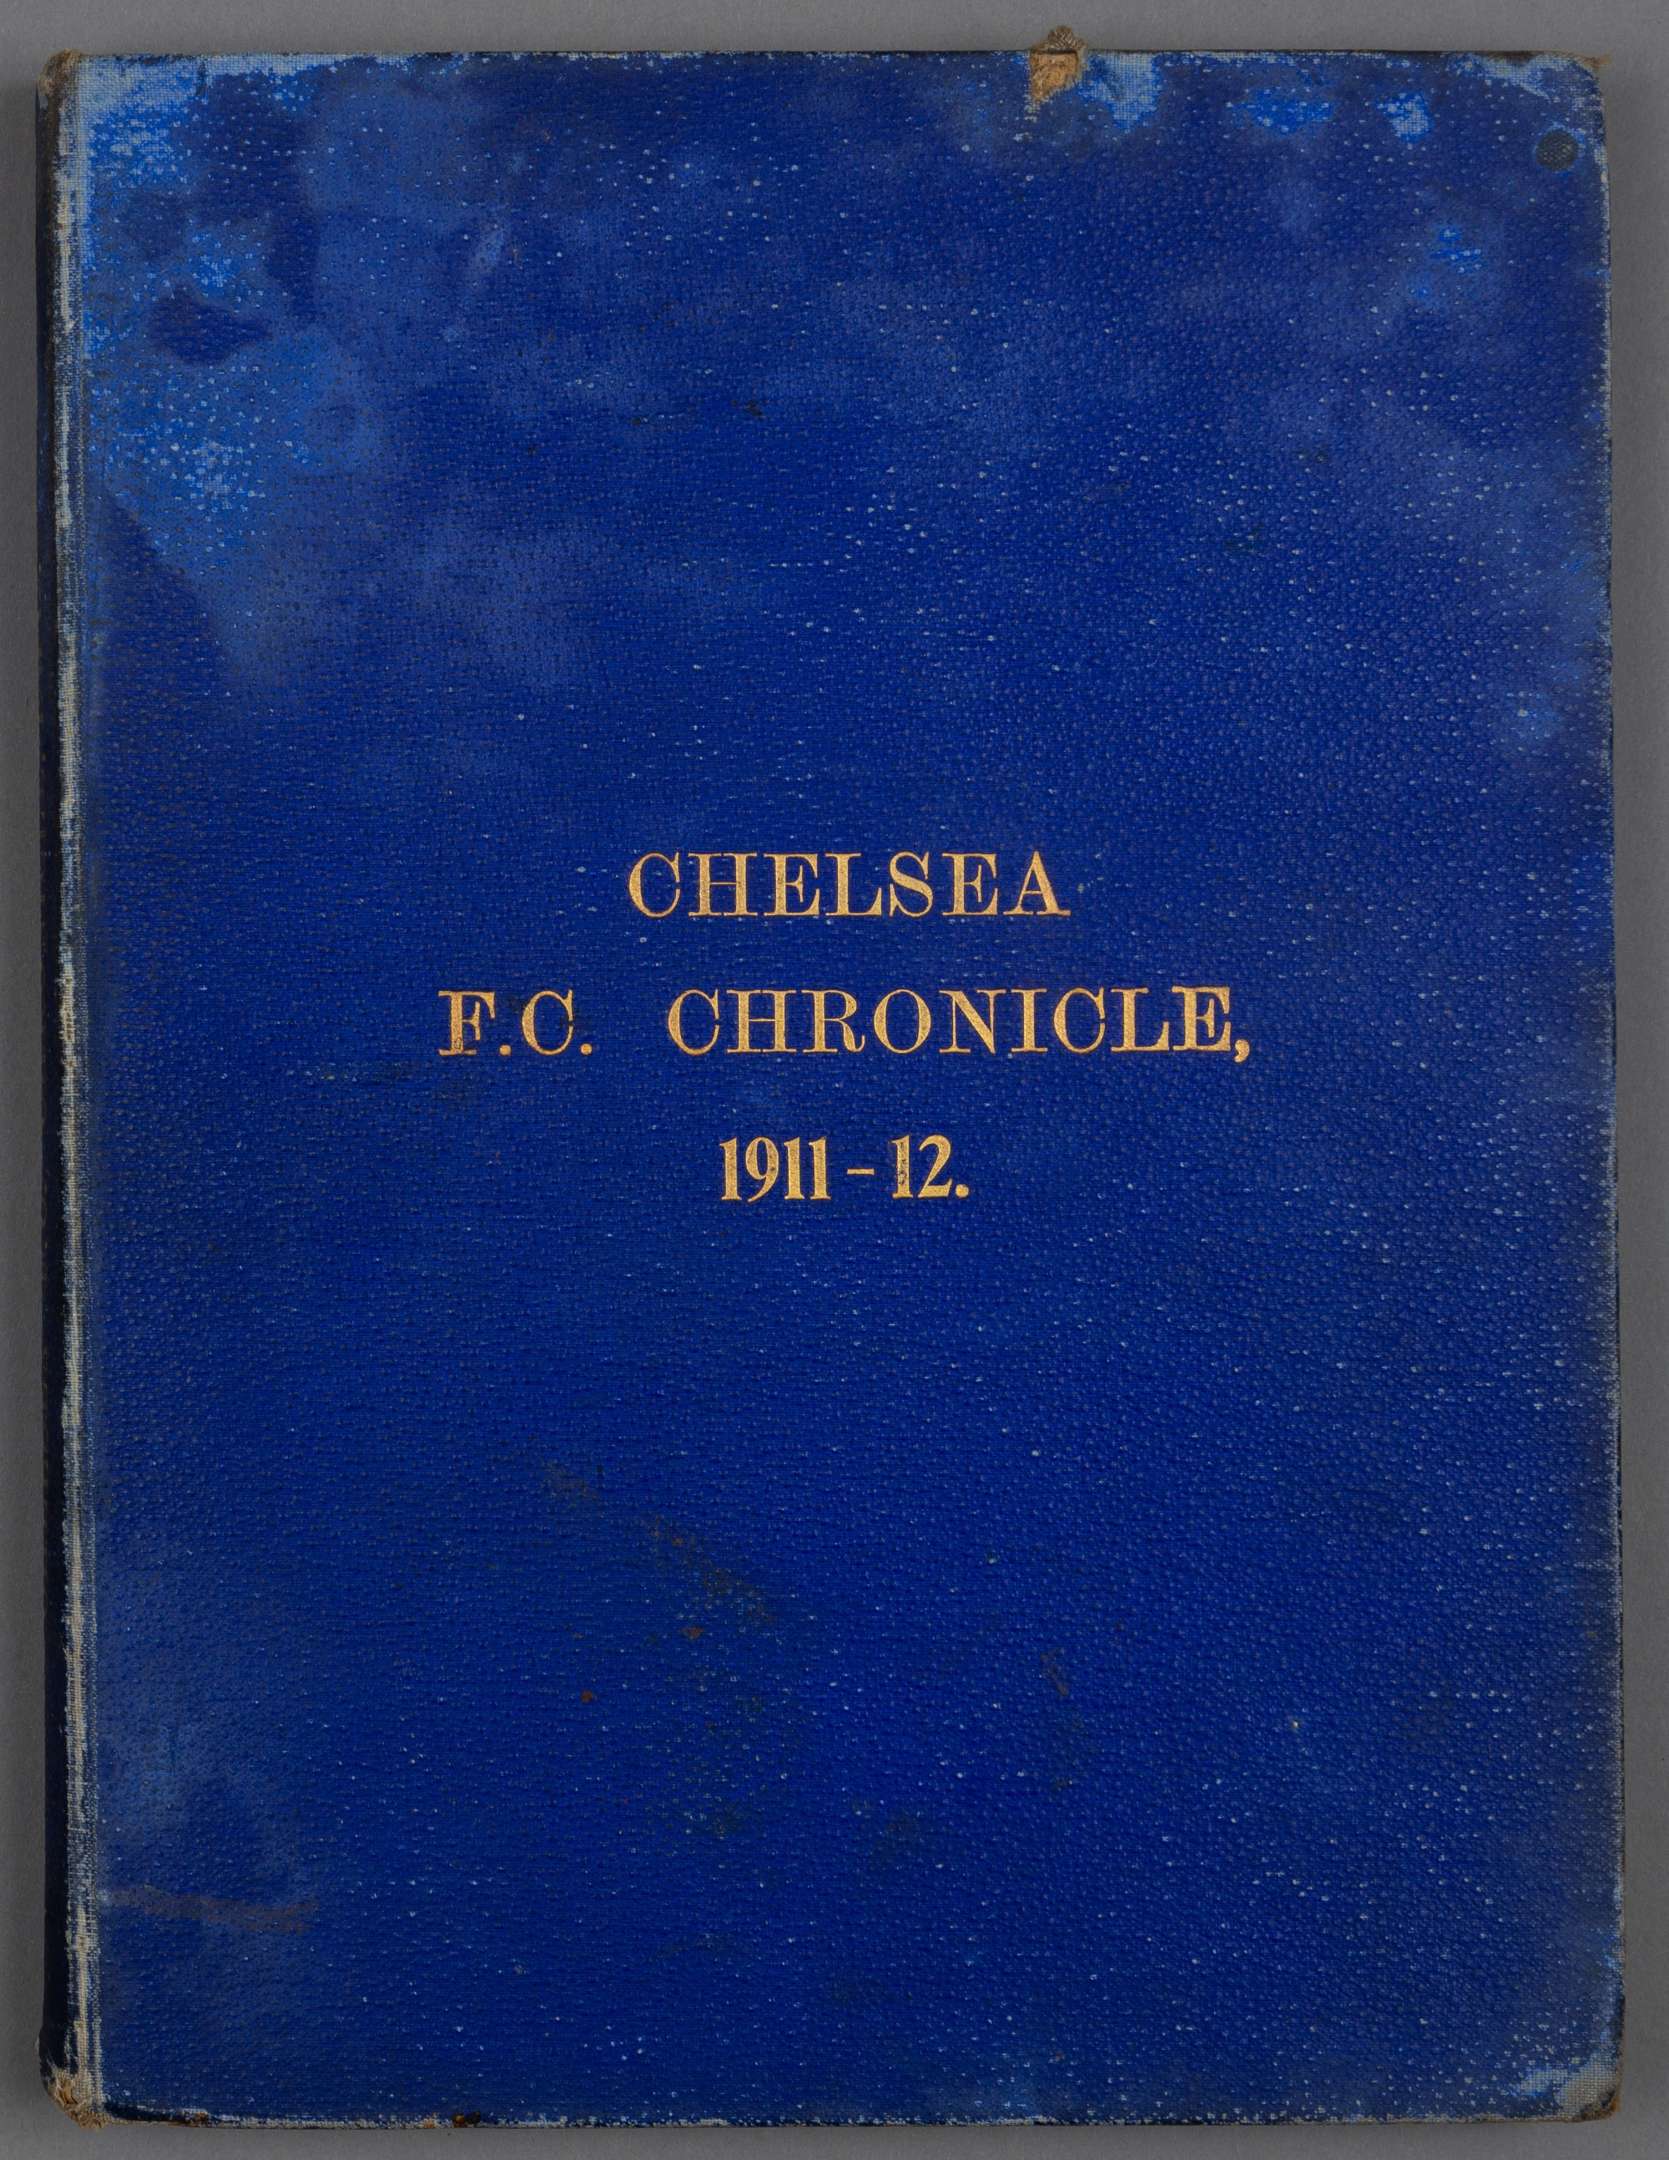 CHELSEA
F.C. CHRONICLE,
1911-12.